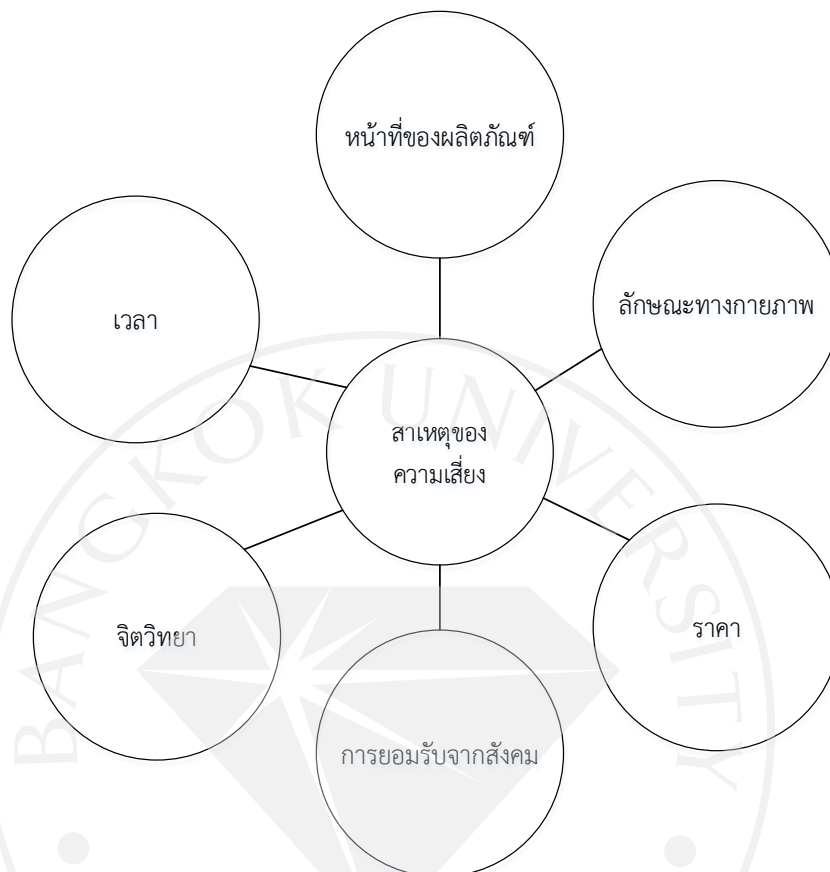 หน้าที่ของผลิตภัณฑ์
ลักษณะทางกายภาพ
เวลา
สาเหตุของ
ความเสี่ยง
จิตวิทยา
ราคา
การยอมรับจากสังคม
BANGKOK UNIVERSITY